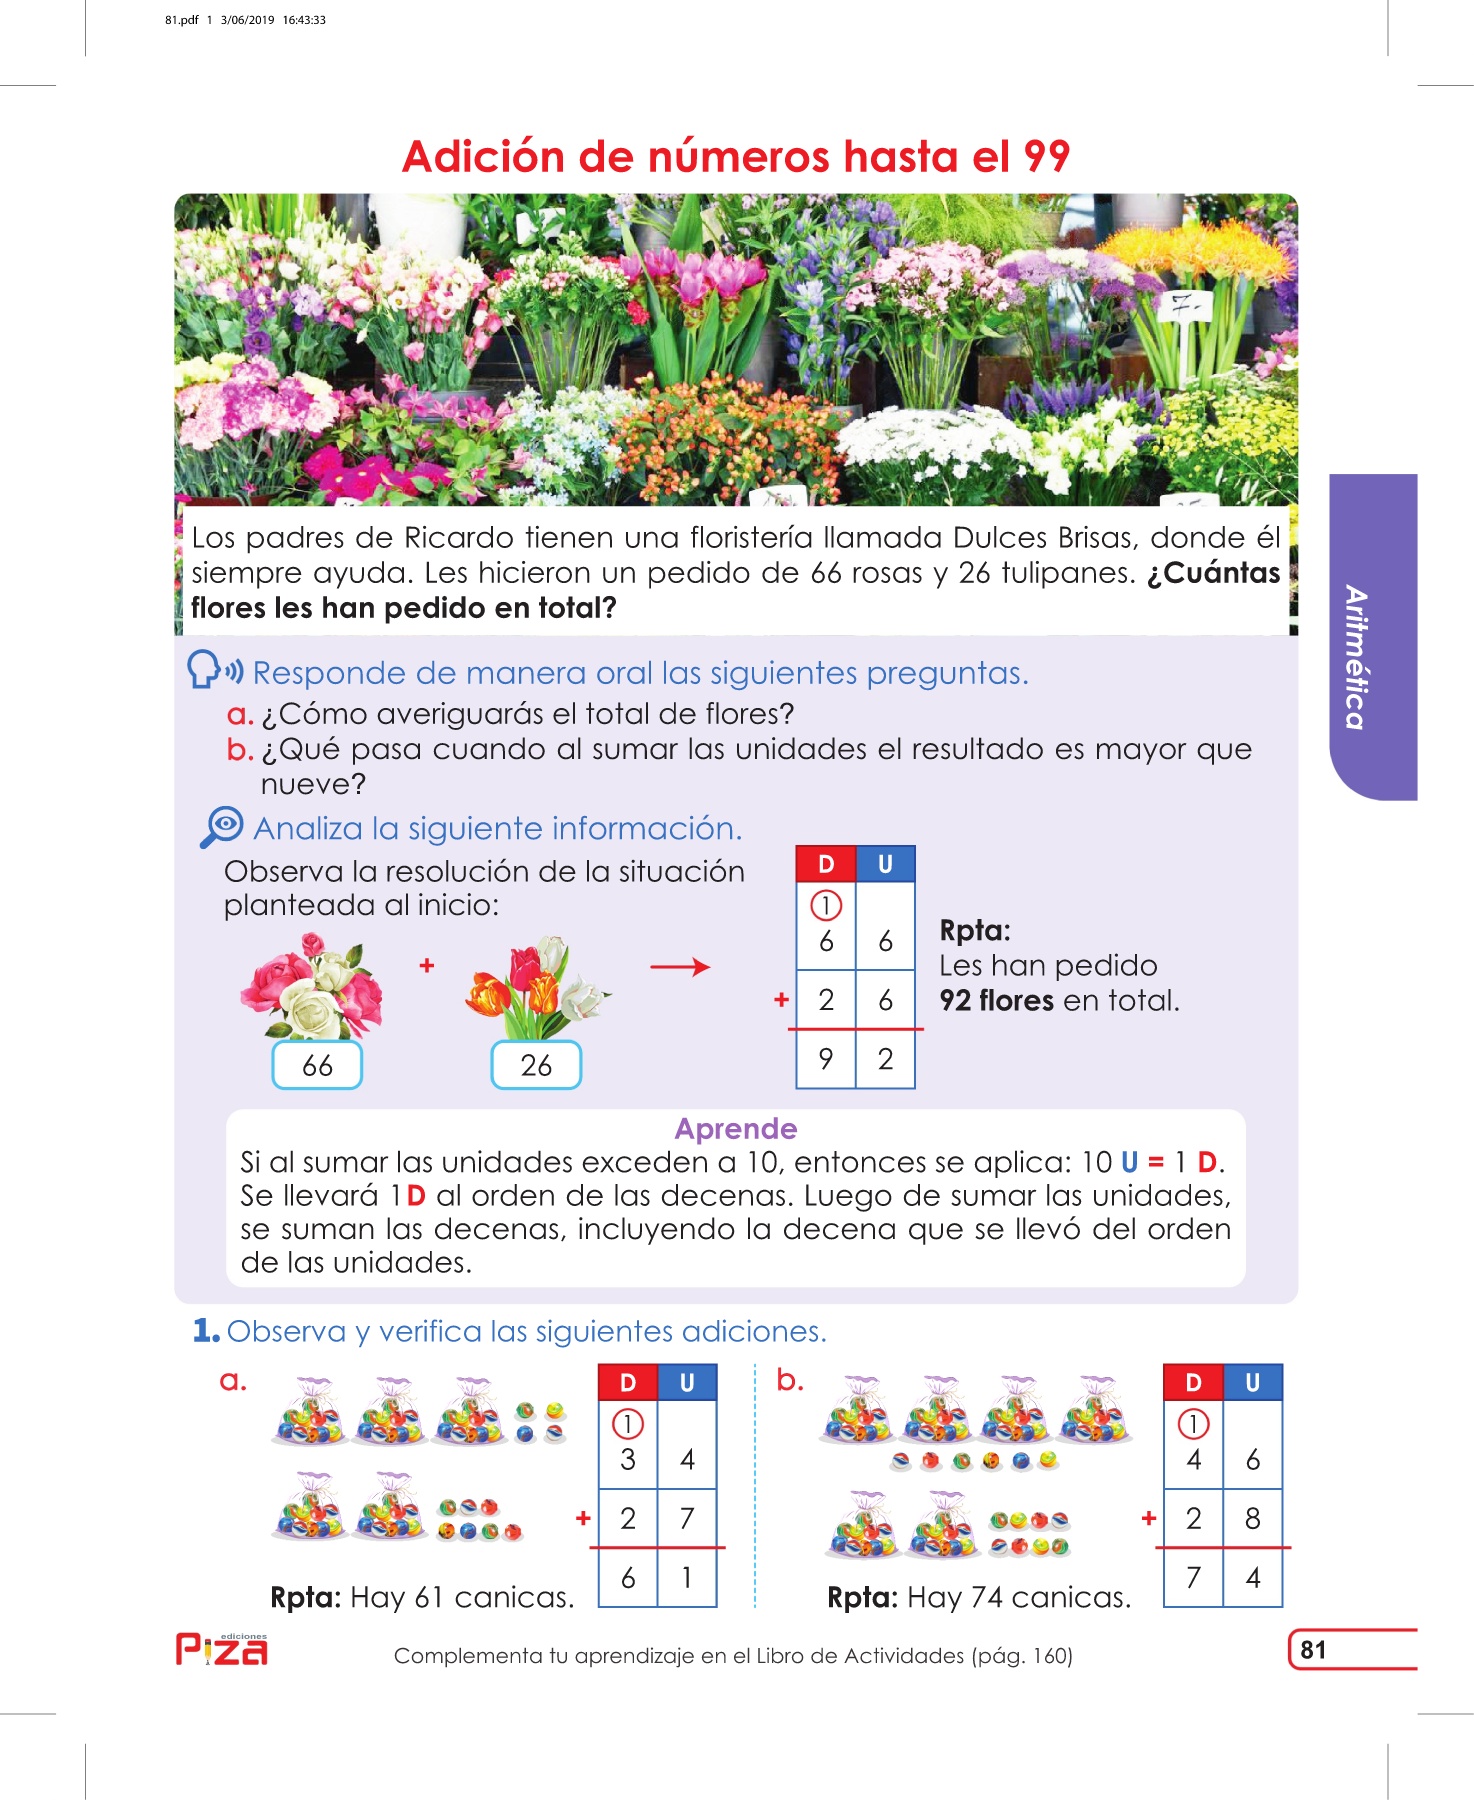 81.pdf 1 3/06/2019 16:43:33
Adición de números hasta el 99
7.-
Los padres de Ricardo tienen una floristería llamada Dulces Brisas, donde él
siempre ayuda. Les hicieron un pedido de 66 rosas y 26 tulipanes. ¿Cuántas
flores les han pedido en total?
Aritmética
Responde de manera oral las siguientes preguntas.
a. ¿Cómo averiguarás el total de flores?
b. ¿Qué pasa cuando al sumar las unidades el resultado es mayor que
nueve?
Analiza la siguiente información.
Observa la resolución de la situación
planteada al inicio:
+
66
26
D U
1
6 6
+ 2 6
9 2
Rpta:
Les han pedido
92 flores en total.
Aprende
Si al sumar las unidades exceden a 10, entonces se aplica: 10 U = 1 D.
Se llevará 1D al orden de las decenas. Luego de sumar las unidades,
se suman las decenas, incluyendo la decena que se llevó del orden
de las unidades.
1. Observa y verifica las siguientes adiciones.
a.
D U
1
3 4
+ 2 7
6 1
Rpta: Hay 61 canicas.
b.
D U
1
4 6
+ 2 8
7 4
Rpta: Hay 74 canicas.
ediciones
Piza
Complementa tu aprendizaje en el Libro de Actividades (pág. 160)
81